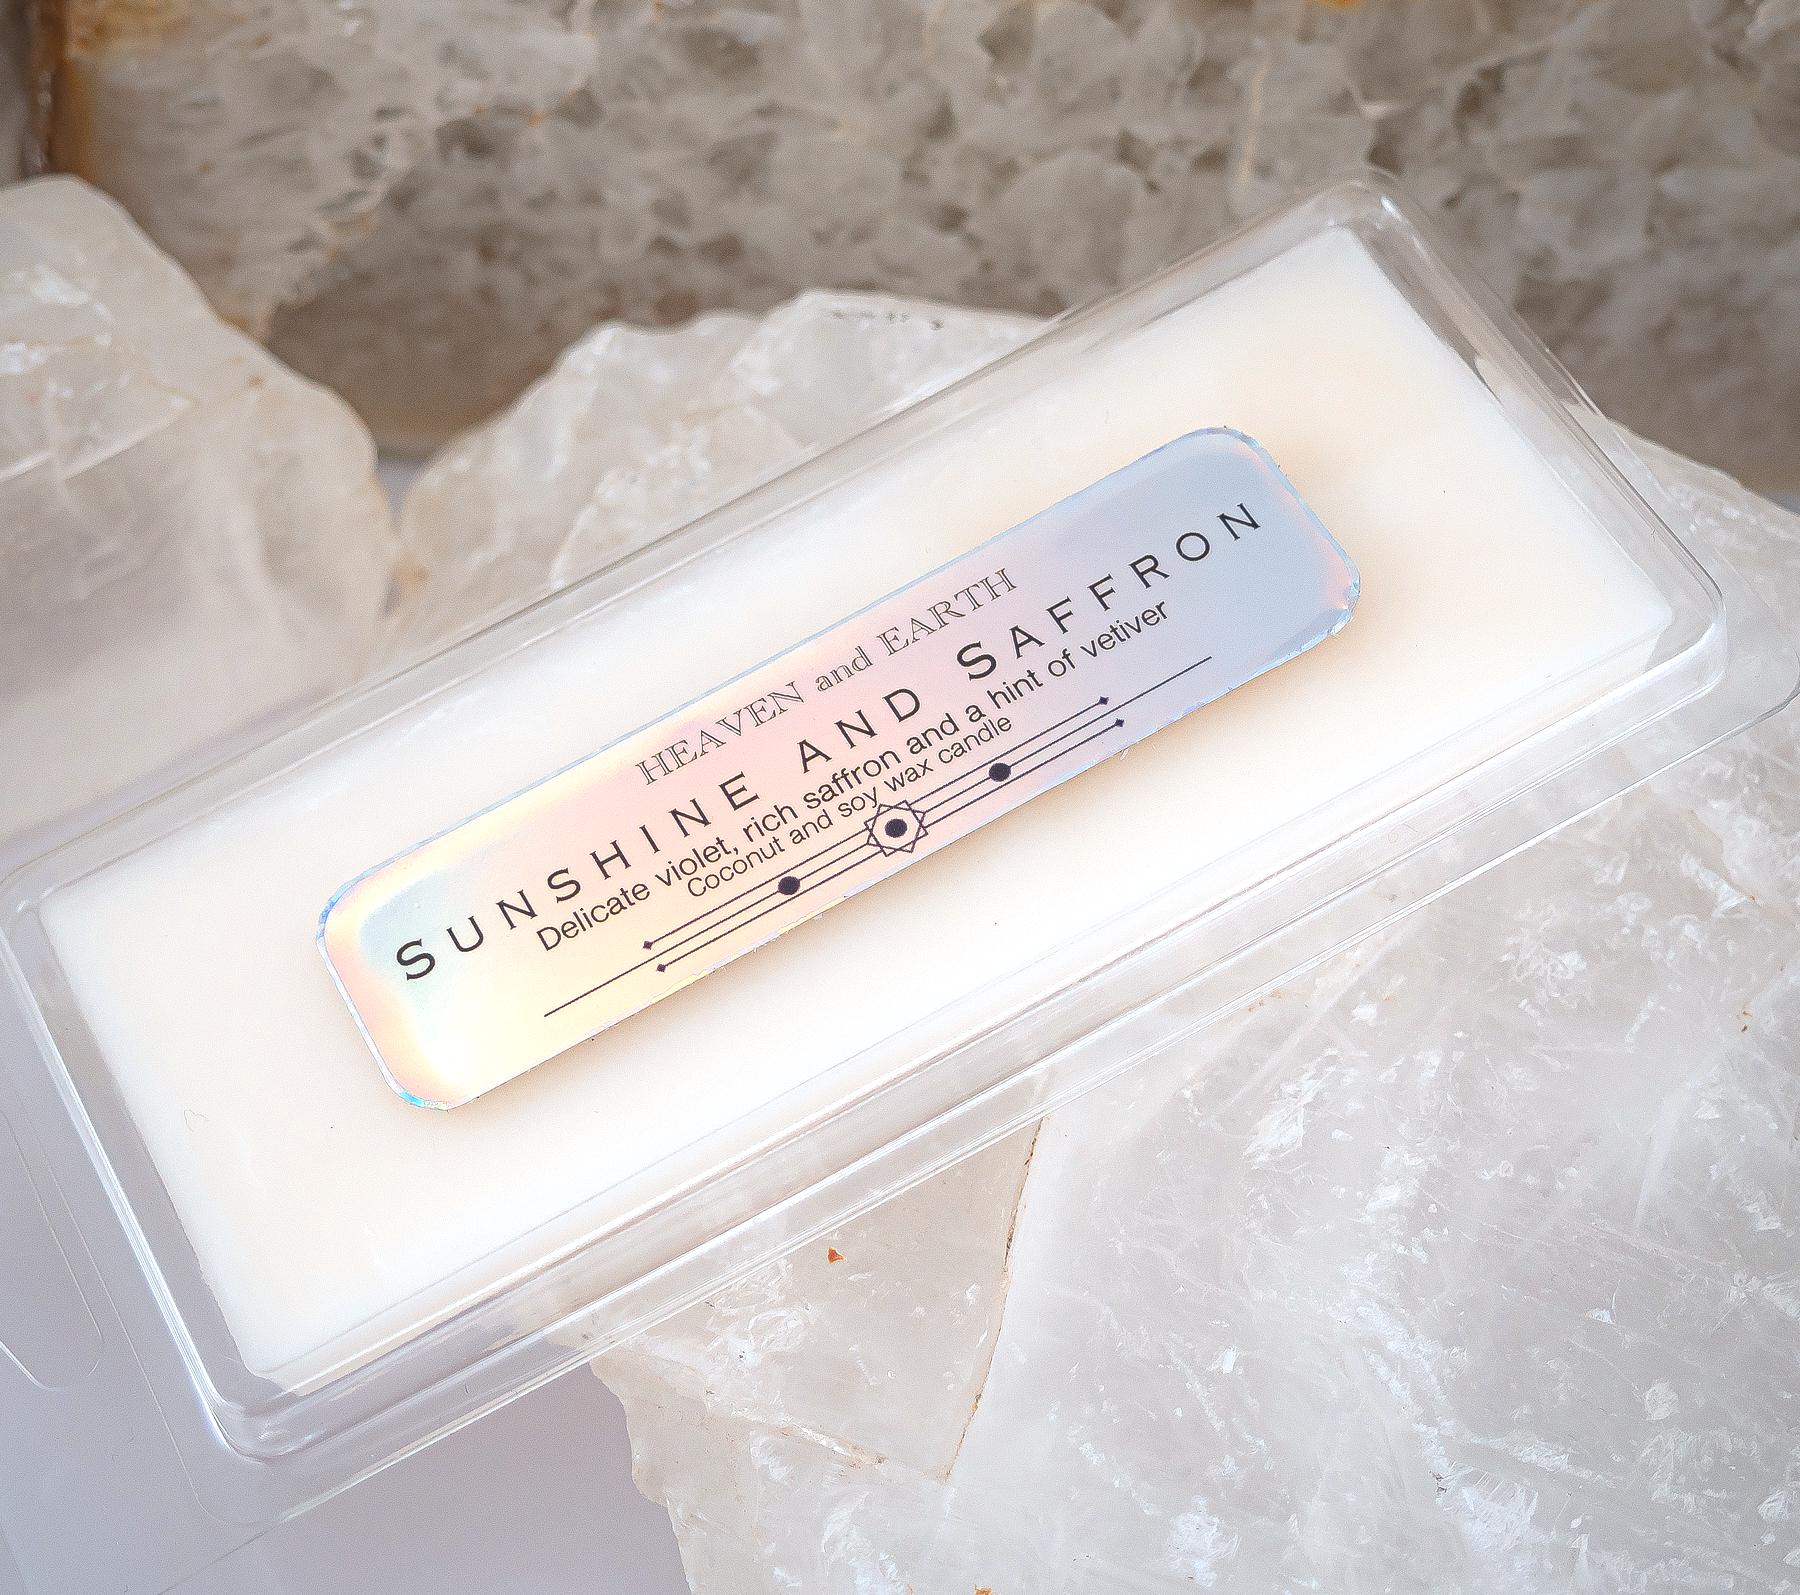 HEAVEN and EARTH
SUNSHINE AND SAFFRON
Delicate violet, rich saffron and a hint of vetiver
Coconut and soy wax candle